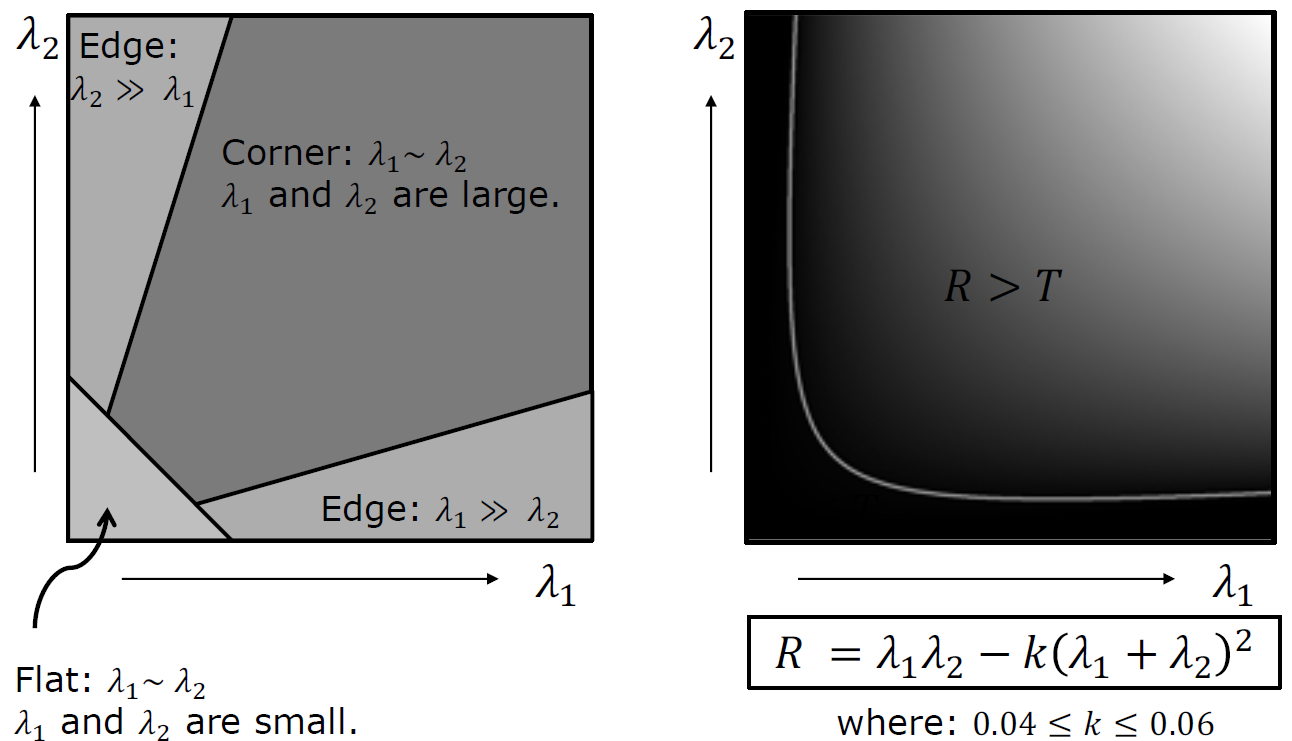 λ₂
Edge:
λ₂ ≫ λ₁
Corner: λ₁~ λ₂
λ₁ and λ₂ are large.
Edge: λ₁ ≫ λ₂
λ₁
Flat: λ₁~ λ₂
λ₁ and λ₂ are small.
λ₂
R > T
λ₁
R = λ₁λ₂ − k(λ₁ + λ₂)²
where: 0.04 ≤ k ≤ 0.06